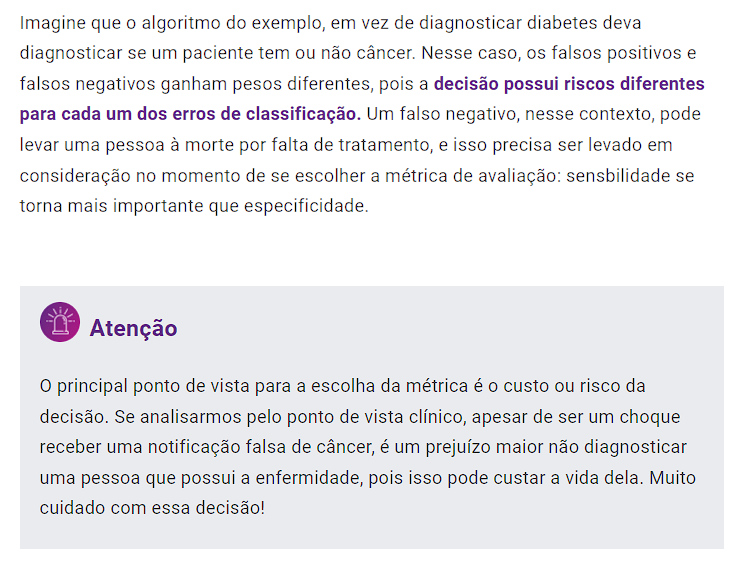 Imagine que o algoritmo do exemplo, em vez de diagnosticar diabetes deva
diagnosticar se um paciente tem ou não câncer. Nesse caso, os falsos positivos e
falsos negativos ganham pesos diferentes, pois a decisão possui riscos diferentes
para cada um dos erros de classificação. Um falso negativo, nesse contexto, pode
levar uma pessoa à morte por falta de tratamento, e isso precisa ser levado em
consideração no momento de se escolher a métrica de avaliação: sensbilidade se
torna mais importante que especificidade.
Atenção
O principal ponto de vista para a escolha da métrica é o custo ou risco da
decisão. Se analisarmos pelo ponto de vista clínico, apesar de ser um choque
receber uma notificação falsa de câncer, é um prejuízo maior não diagnosticar
uma pessoa que possui a enfermidade, pois isso pode custar a vida dela. Muito
cuidado com essa decisão!